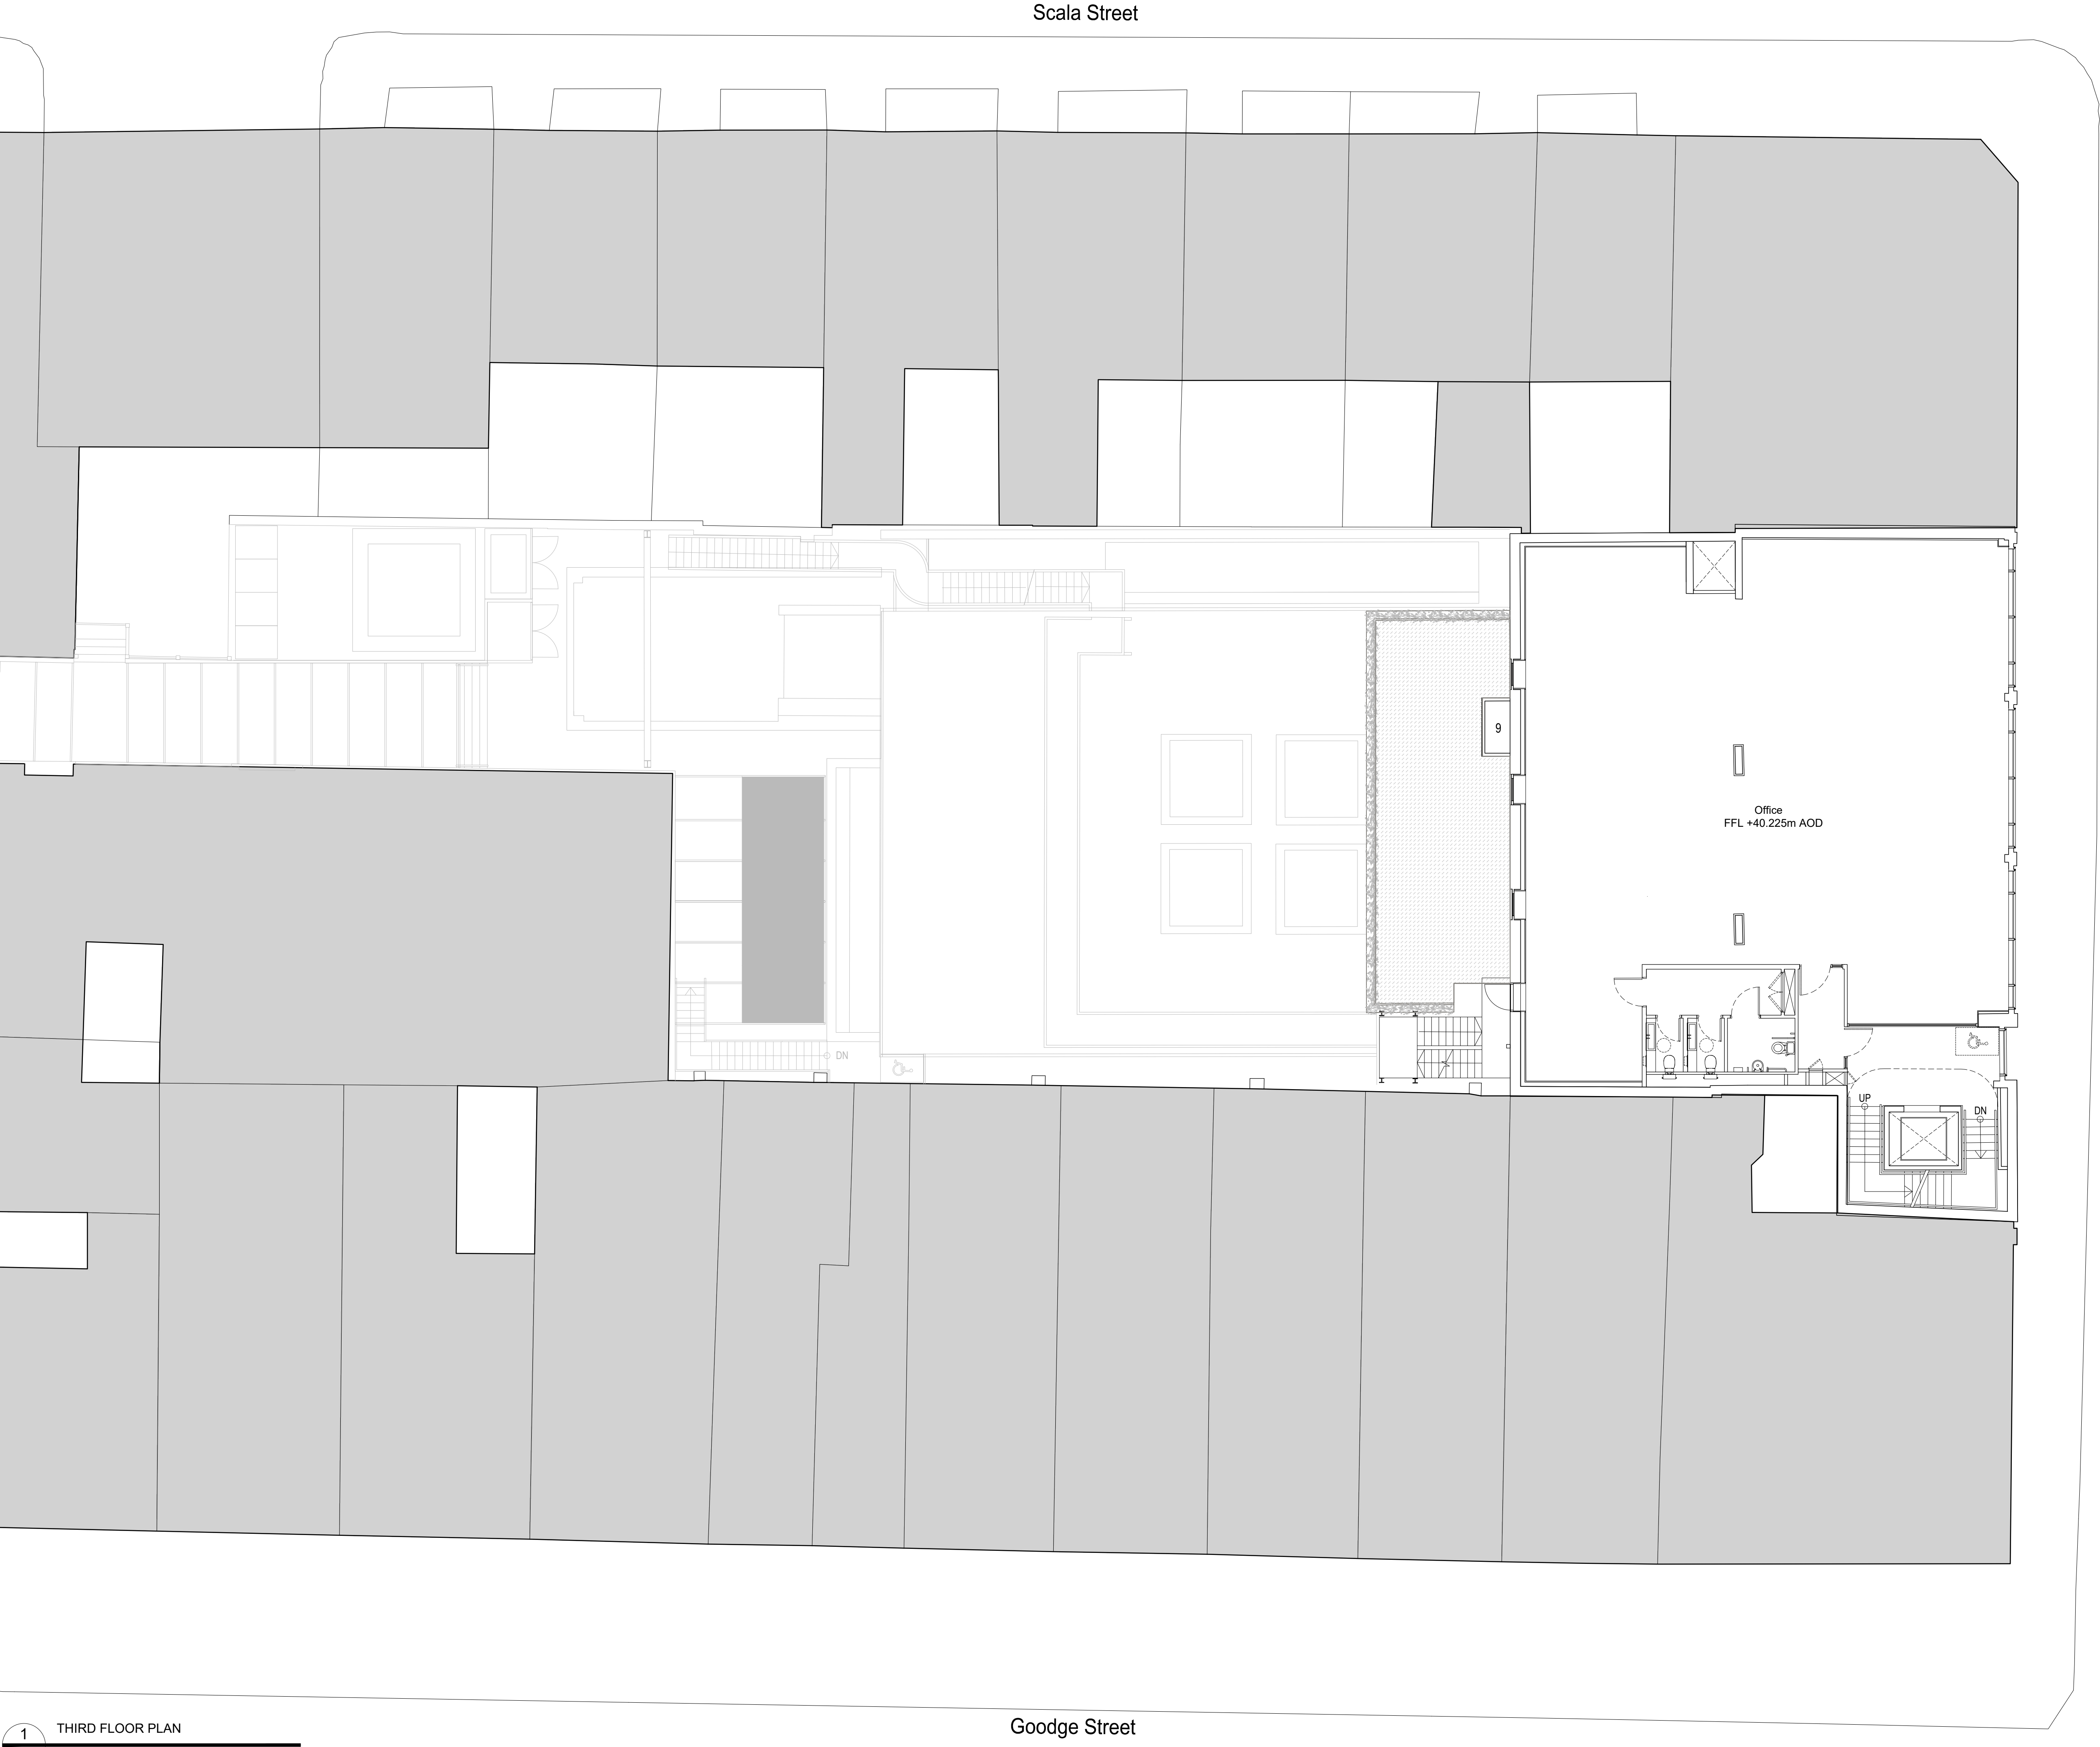 Scala Street
9
Office
FFL +40.225m AOD
DN
UP
DN
Goodge Street
1
THIRD FLOOR PLAN